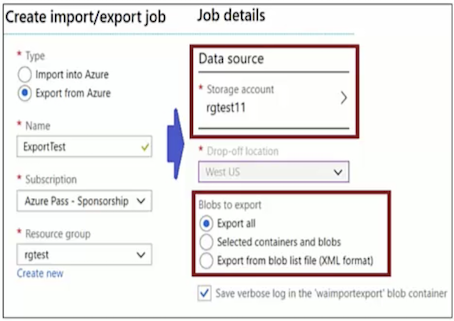 Create import/export job
* Type
Import into Azure
Export from Azure
* Name
ExportTest
* Subscription
Azure Pass - Sponsorship
* Resource group
rgtest
Create new
Job details
Data source
* Storage account
rgtest11
* Drop-off location
West US
Blobs to export
Export all
Selected containers and blobs
Export from blob list file (XML format)
Save verbose log in the 'waimportexport' blob container